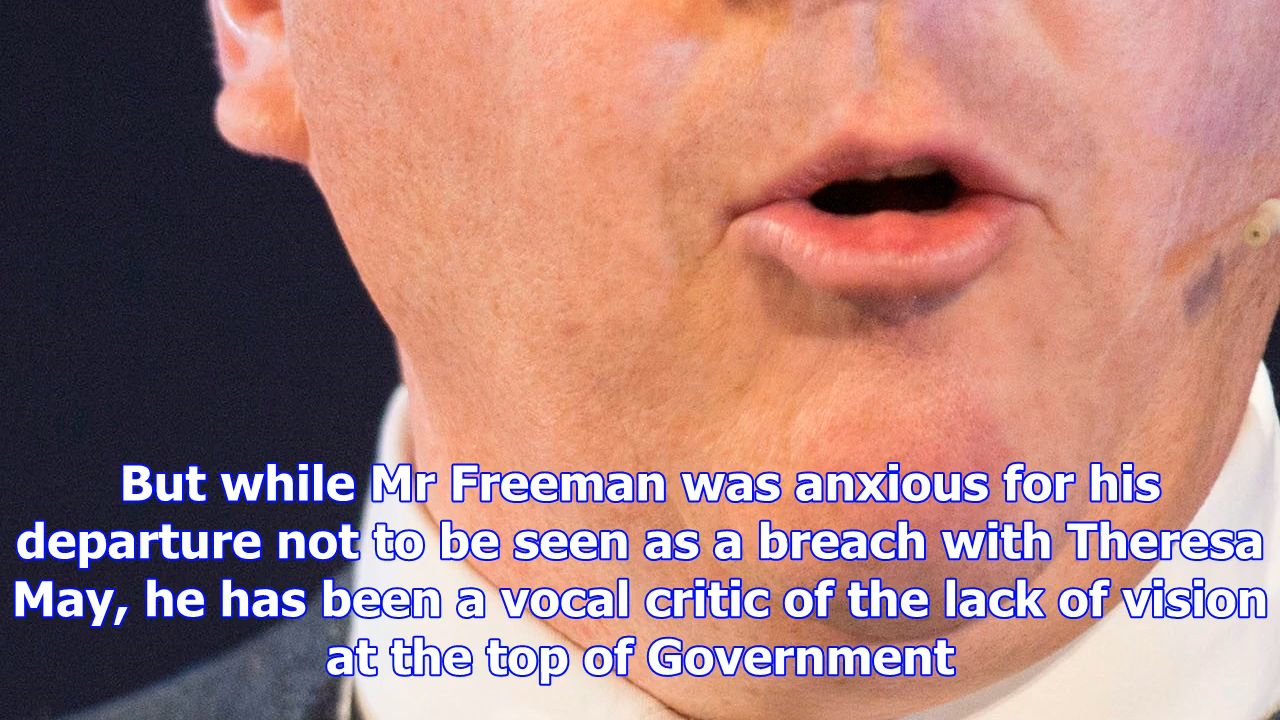 But while Mr Freeman was anxious for his
departure not to be seen as a breach with Theresa
May, he has been a vocal critic of the lack of vision
at the top of Government